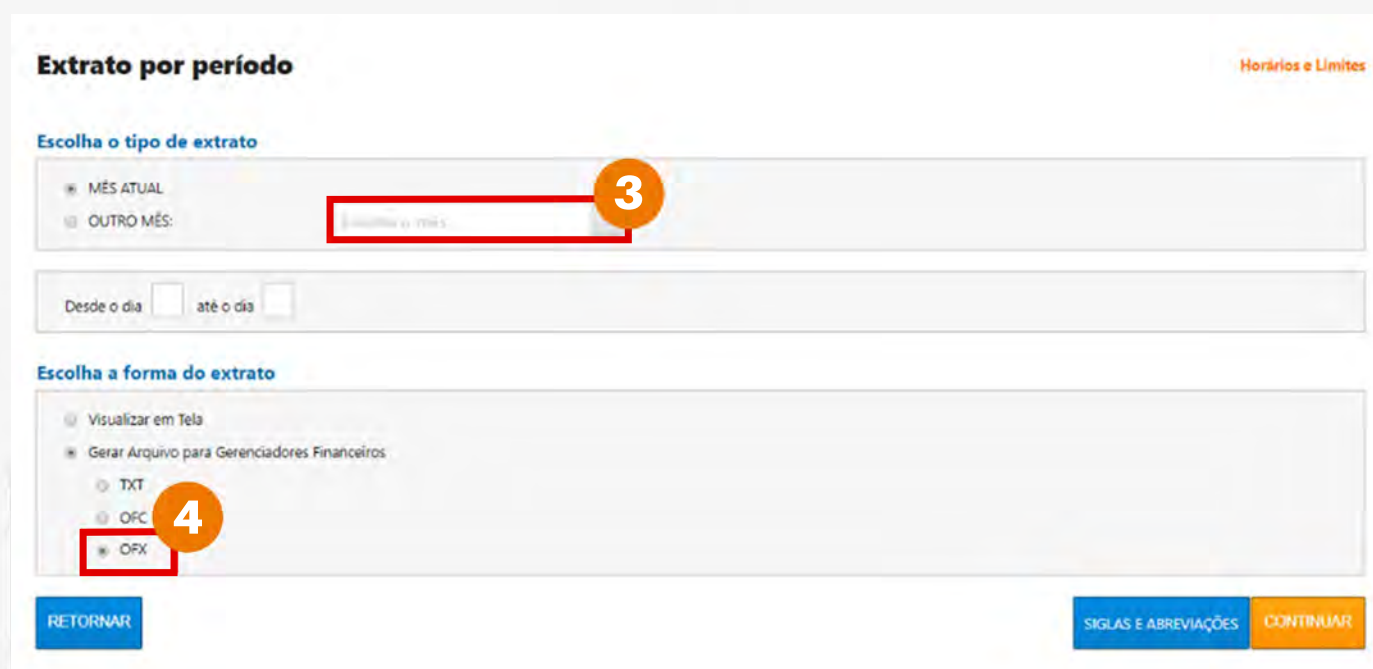 Extrato por período
Horários e Limites
Escolha o tipo de extrato
MÊS ATUAL
3
OUTRO MÊS:
o mês
Desde o dia até o dia
Escolha a forma do extrato
Visualizar em Tela
Gerar Arquivo para Gerenciadores Financeiros
TXT
OFC
4
OFX
RETORNAR
SIGLAS E ABREVIAÇÕES
CONTINUAR